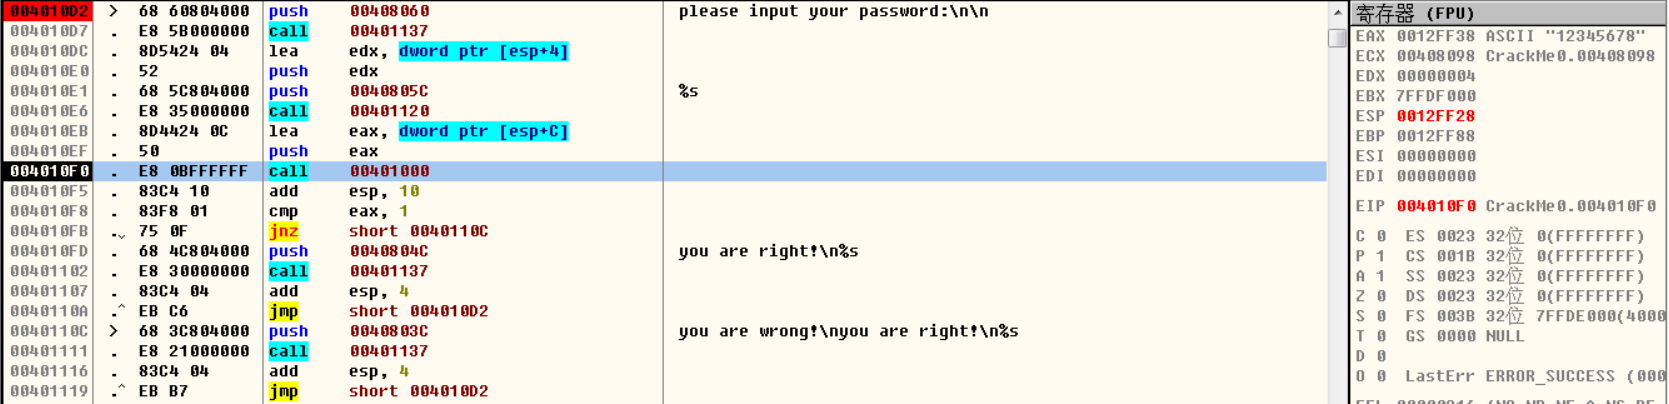 004010D2 > 68 60804000 push 00408060 please input your password:\n\n
004010D7 . E8 5B000000 call 00401137
004010DC . 8D5424 04 lea edx, dword ptr [esp+4]
004010E0 . 52 push edx
004010E1 . 68 5C804000 push 0040805C %s
004010E6 . E8 35000000 call 00401120
004010EB . 8D4424 0C lea eax, dword ptr [esp+C]
004010EF . 50 push eax
004010F0 . E8 0BFFFFFF call 00401000
004010F5 . 83C4 10 add esp, 10
004010F8 . 83F8 01 cmp eax, 1
004010FB .˅ 75 0F jnz short 0040110C
004010FD . 68 4C804000 push 0040804C you are right!\n%s
00401102 . E8 30000000 call 00401137
00401107 . 83C4 04 add esp, 4
0040110A .^ EB C6 jmp short 004010D2
0040110C > 68 3C804000 push 0040803C you are wrong!\nyou are right!\n%s
00401111 . E8 21000000 call 00401137
00401116 . 83C4 04 add esp, 4
00401119 .^ EB B7 jmp short 004010D2
寄存器 (FPU)
EAX 0012FF38 ASCII "12345678"
ECX 00408098 CrackMe0.00408098
EDX 00000004
EBX 7FFDF000
ESP 0012FF28
EBP 0012FF88
ESI 00000000
EDI 00000000
EIP 004010F0 CrackMe0.004010F0
C 0 ES 0023 32位 0(FFFFFFFF)
P 1 CS 001B 32位 0(FFFFFFFF)
A 1 SS 0023 32位 0(FFFFFFFF)
Z 0 DS 0023 32位 0(FFFFFFFF)
S 0 FS 003B 32位 7FFDE000(4000
T 0 GS 0000 NULL
D 0
O 0 LastErr ERROR_SUCCESS (000